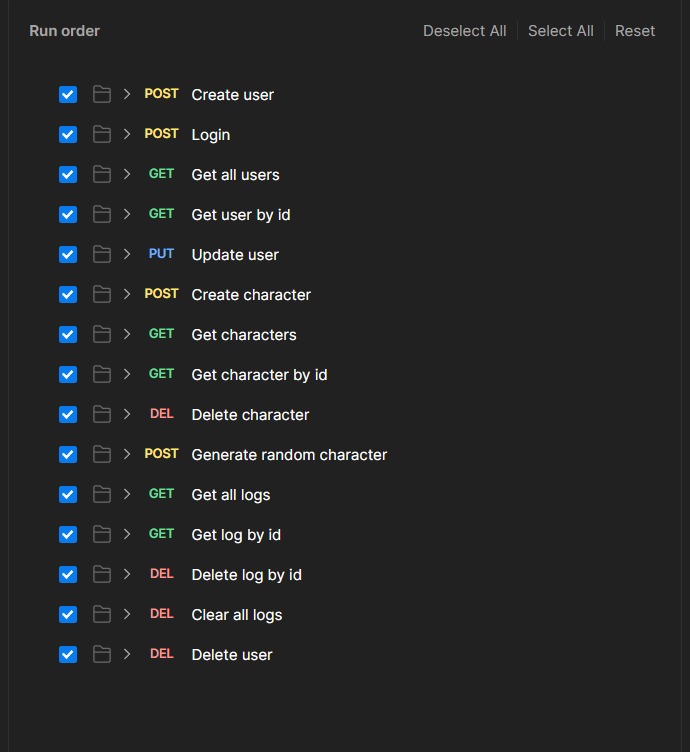 Run order Deselect All Select All Reset
POST Create user
POST Login
GET Get all users
GET Get user by id
PUT Update user
POST Create character
GET Get characters
GET Get character by id
DEL Delete character
POST Generate random character
GET Get all logs
GET Get log by id
DEL Delete log by id
DEL Clear all logs
DEL Delete user